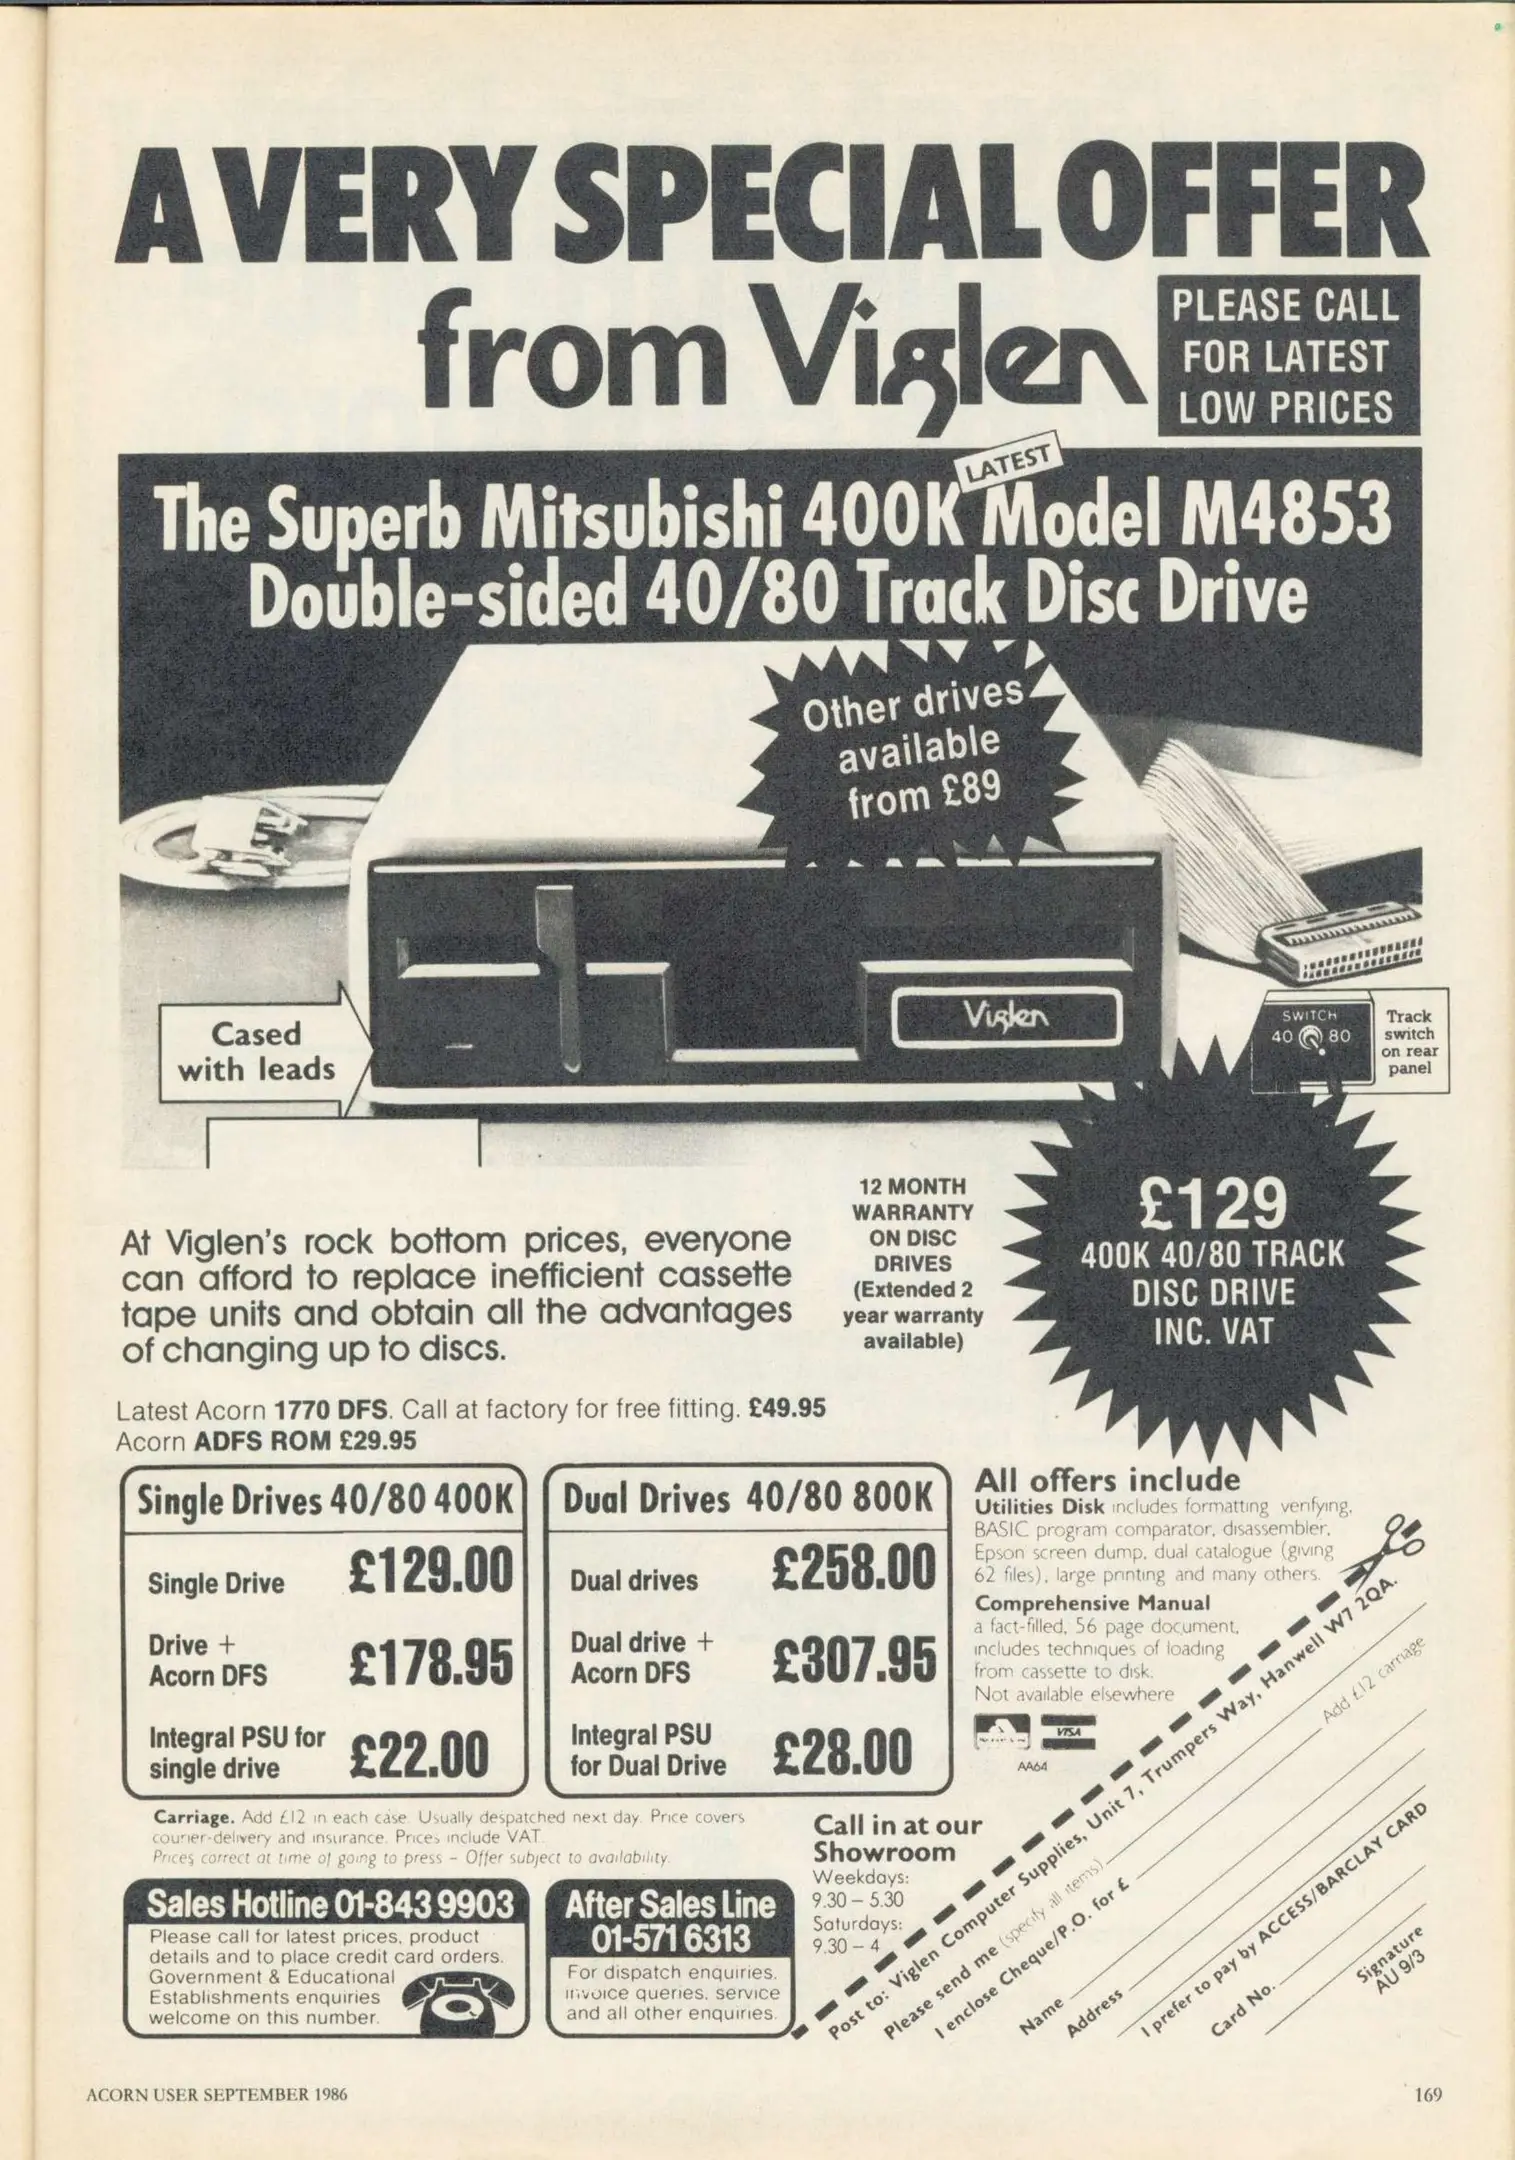 A VERY SPECIAL OFFER
from Viglen
PLEASE CALL
FOR LATEST
LOW PRICES
LATEST
The Superb Mitsubishi 400K Model M4853
Double-sided 40/80 Track Disc Drive
Other drives
available
from £89
Viglen
Cased
with leads
SWITCH
40 80
Track
switch
on rear
panel
£129
400K 40/80 TRACK
DISC DRIVE
INC. VAT
12 MONTH
WARRANTY
ON DISC
DRIVES
(Extended 2
year warranty
available)
At Viglen's rock bottom prices, everyone
can afford to replace inefficient cassette
tape units and obtain all the advantages
of changing up to discs.
Latest Acorn 1770 DFS. Call at factory for free fitting. £49.95
Acorn ADFS ROM £29.95
Single Drives 40/80 400K
Single Drive £129.00
Drive +
Acorn DFS £178.95
Integral PSU for
single drive £22.00
Dual Drives 40/80 800K
Dual drives £258.00
Dual drive +
Acorn DFS £307.95
Integral PSU
for Dual Drive £28.00
All offers include
Utilities Disk includes formatting verifying,
BASIC program comparator, disassembler,
Epson screen dump, dual catalogue (giving
62 files), large printing and many others.
Comprehensive Manual
a fact-filled, 56 page document,
includes techniques of loading
from cassette to disk.
Not available elsewhere
VISA
AA64
Carriage. Add £12 in each case. Usually despatched next day. Price covers
courier-delivery and insurance. Prices include VAT.
Prices correct at time of going to press – Offer subject to availability.
Sales Hotline 01-843 9903
Please call for latest prices, product
details and to place credit card orders.
Government & Educational
Establishments enquiries
welcome on this number.
After Sales Line
01-571 6313
For dispatch enquiries,
invoice queries, service
and all other enquiries.
Call in at our
Showroom
Weekdays:
9.30 – 5.30
Saturdays:
9.30 – 4
Post to: Viglen Computer Supplies, Unit 7, Trumpers Way, Hanwell W7 2QA.
Please send me (specify all items)
Add £12 carriage
I enclose Cheque/P.O. for £
Name
Address
I prefer to pay by ACCESS/BARCLAY CARD
Card No.
Signature
AU 9/3
ACORN USER SEPTEMBER 1986
169